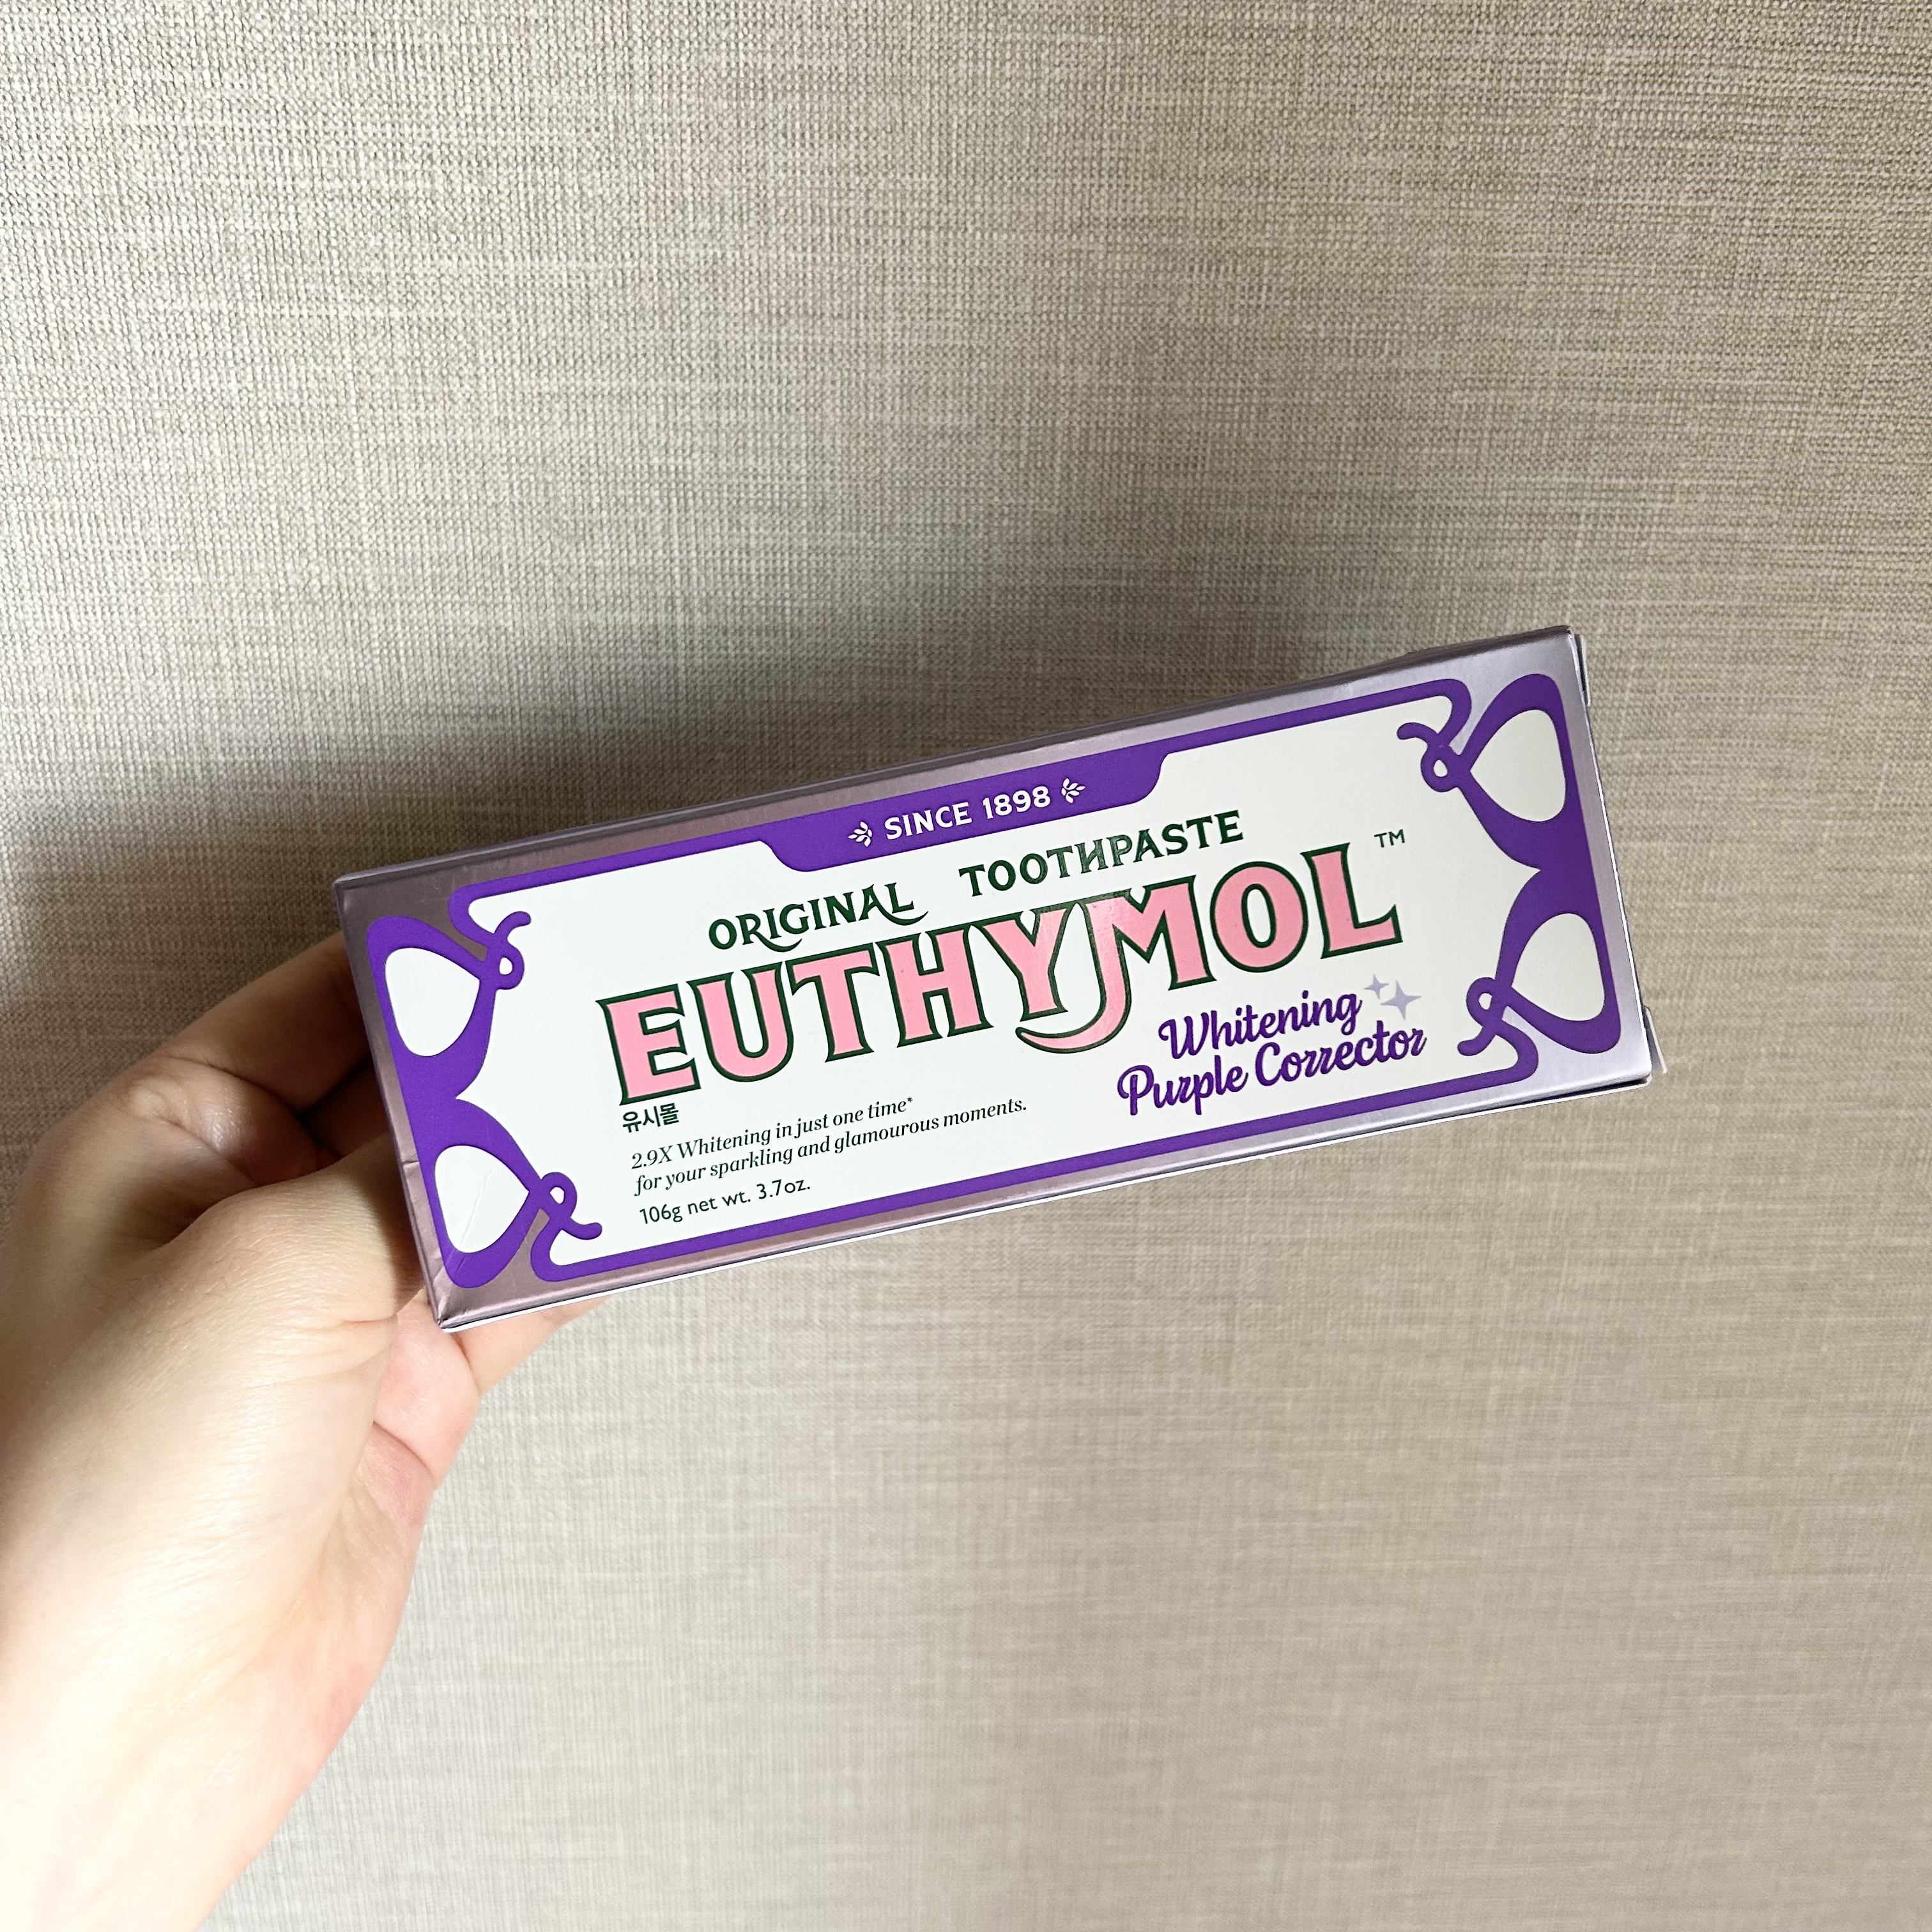 SINCE 1898
ORIGINAL TOOTHPASTE
EUTHYMOL™
Whitening
Purple Corrector
유시몰
2.9X Whitening in just one time*
for your sparkling and glamourous moments.
106g net wt. 3.7oz.